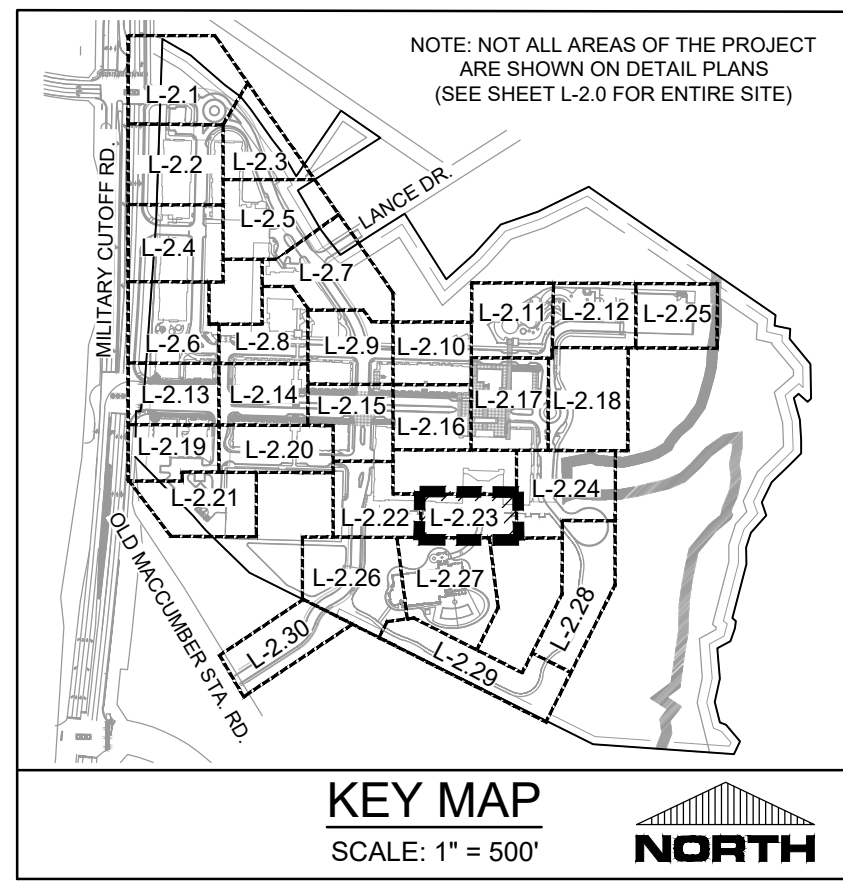 NOTE: NOT ALL AREAS OF THE PROJECT
ARE SHOWN ON DETAIL PLANS
(SEE SHEET L-2.0 FOR ENTIRE SITE)
MILITARY CUTOFF RD.
LANCE DR.
OLD MACCUMBER STA. RD.
L-2.1
L-2.2
L-2.3
L-2.4
L-2.5
L-2.6
L-2.7
L-2.8
L-2.9
L-2.10
L-2.11
L-2.12
L-2.25
L-2.13
L-2.14
L-2.15
L-2.16
L-2.17
L-2.18
L-2.19
L-2.20
L-2.21
L-2.22
L-2.23
L-2.24
L-2.26
L-2.27
L-2.28
L-2.29
L-2.30
KEY MAP
SCALE: 1" = 500'
NORTH